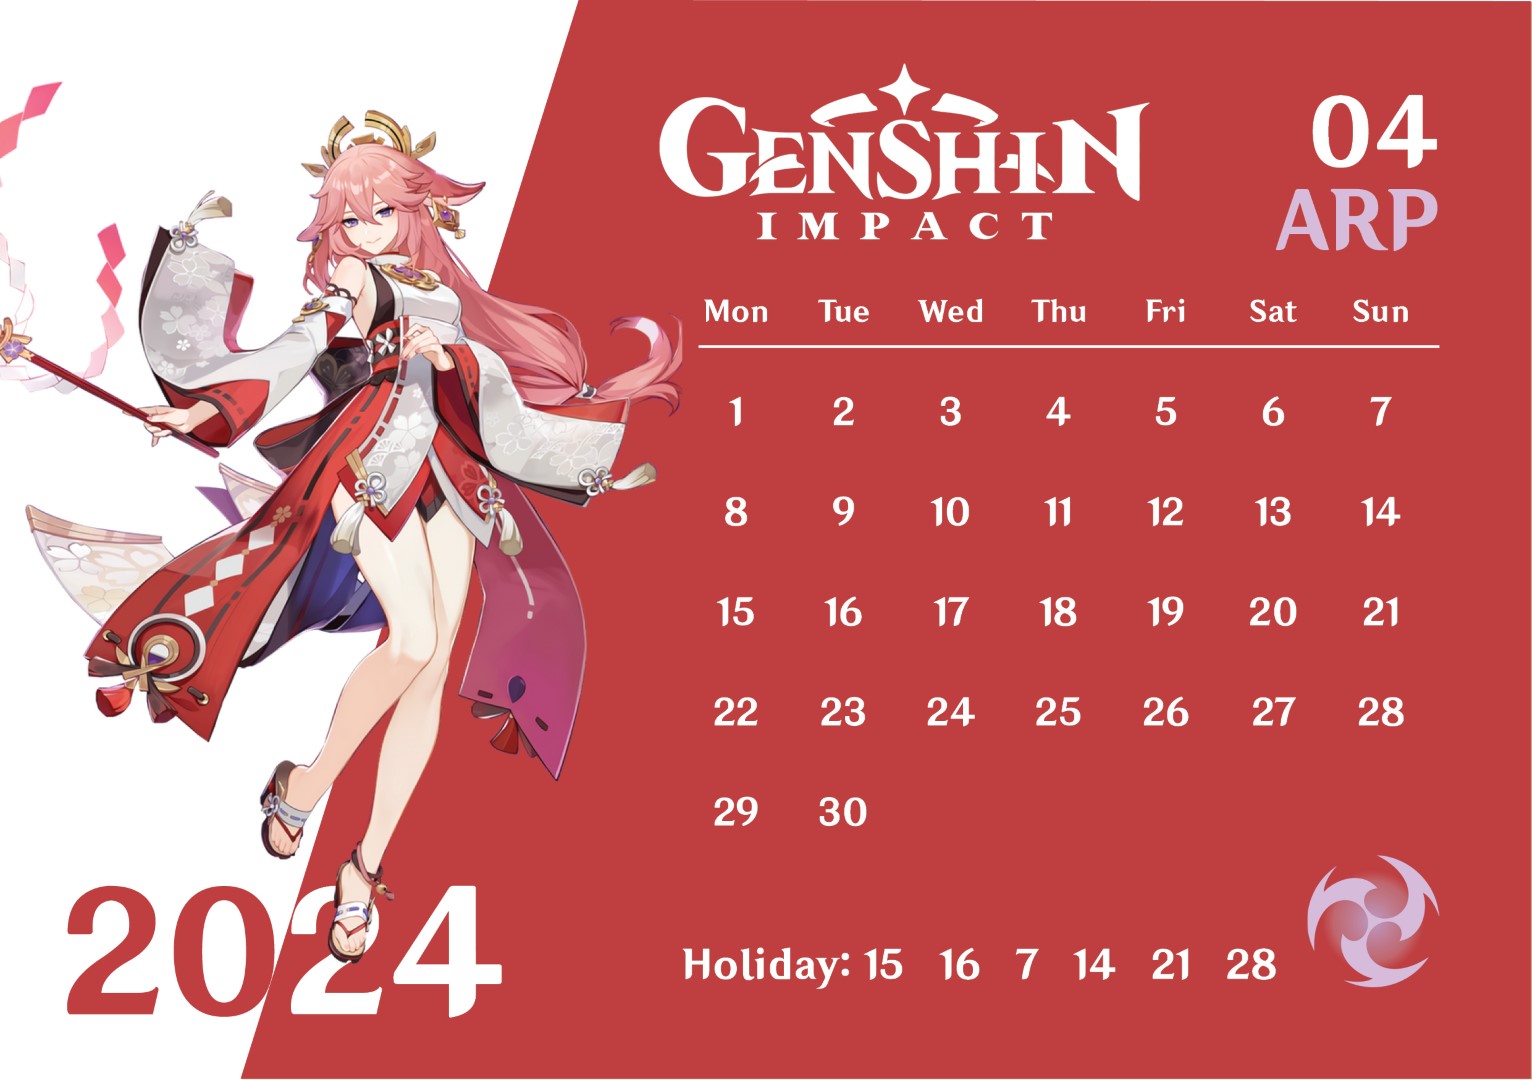 GENSHIN
IMPACT
04
ARP
Mon Tue Wed Thu Fri Sat Sun
1 2 3 4 5 6 7
8 9 10 11 12 13 14
15 16 17 18 19 20 21
22 23 24 25 26 27 28
29 30
2024
Holiday: 15 16 7 14 21 28